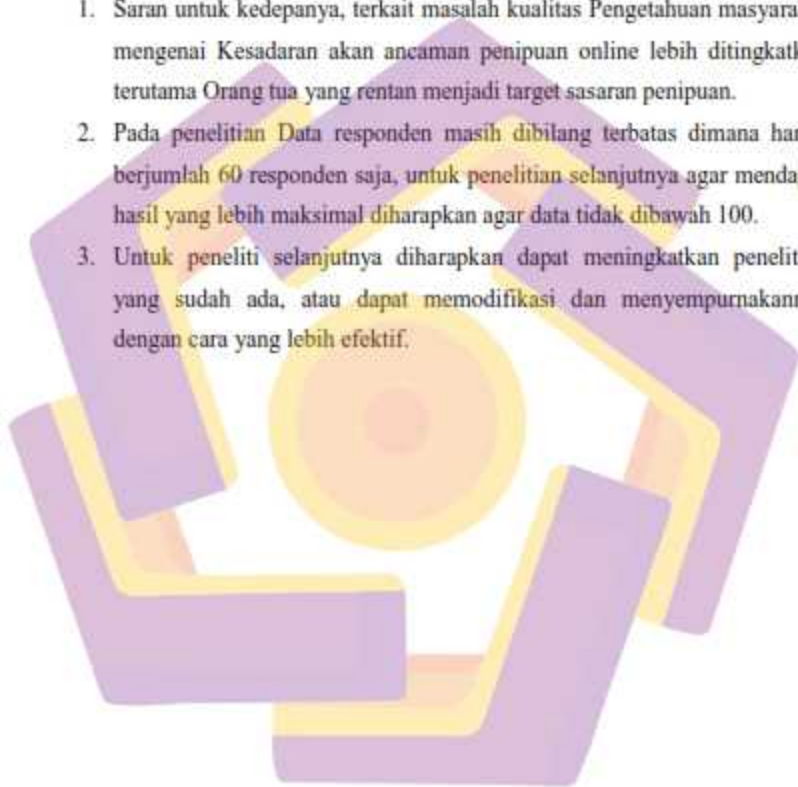 1. Saran untuk kedepanya, terkait masalah kualitas Pengetahuan masyara
mengenai Kesadaran akan ancaman penipuan online lebih ditingkatk
terutama Orang tua yang rentan menjadi target sasaran penipuan.
2. Pada penelitian Data responden masih dibilang terbatas dimana han
berjumlah 60 responden saja, untuk penelitian selanjutnya agar menda
hasil yang lebih maksimal diharapkan agar data tidak dibawah 100.
3. Untuk peneliti selanjutnya diharapkan dapat meningkatkan penelit
yang sudah ada, atau dapat memodifikasi dan menyempurnakann
dengan cara yang lebih efektif.